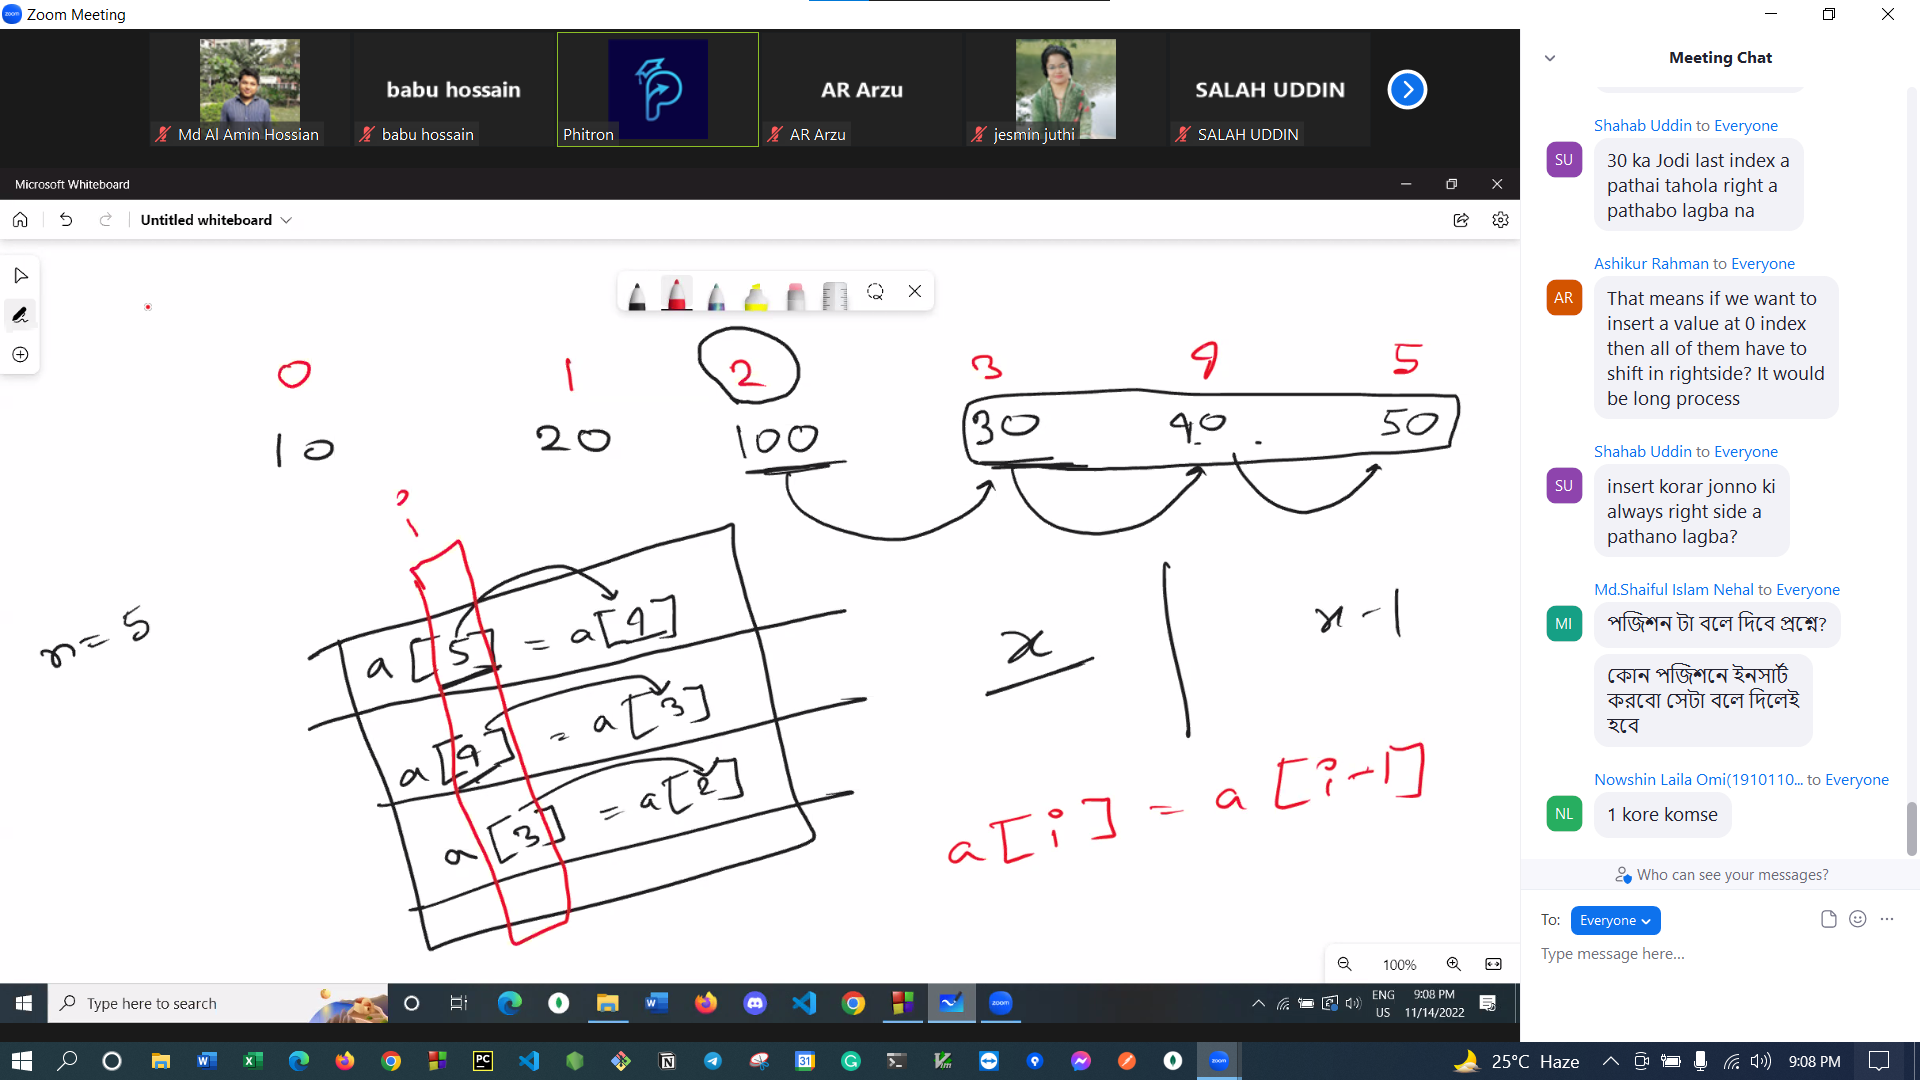 Zoom Meeting
babu hossain
AR Arzu
SALAH UDDIN
Md Al Amin Hossian
babu hossain
Phitron
AR Arzu
jesmin juthi
SALAH UDDIN
Microsoft Whiteboard
Untitled whiteboard
0 1 2 3 4 5
10 20 100 30 40 50
i
n = 5
a[5] = a[4]
a[4] = a[3]
a[3] = a[2]
x
x-1
a[i] = a[i-1]
100%
Type here to search
zoom
ENG
US
9:08 PM
11/14/2022
Meeting Chat
Shahab Uddin to Everyone
SU
30 ka Jodi last index a
pathai tahola right a
pathabo lagba na
Ashikur Rahman to Everyone
AR
That means if we want to
insert a value at 0 index
then all of them have to
shift in rightside? It would
be long process
Shahab Uddin to Everyone
SU
insert korar jonno ki
always right side a
pathano lagba?
Md.Shaiful Islam Nehal to Everyone
MI
পজিশন টা বলে দিবে প্রশ্নে?
কোন পজিশনে ইনসার্ট
করবো সেটা বলে দিলেই
হবে
Nowshin Laila Omi(1910110... to Everyone
NL
1 kore komse
Who can see your messages?
To: Everyone
Type message here...
PC
31
zoom
25°C Haze
9:08 PM